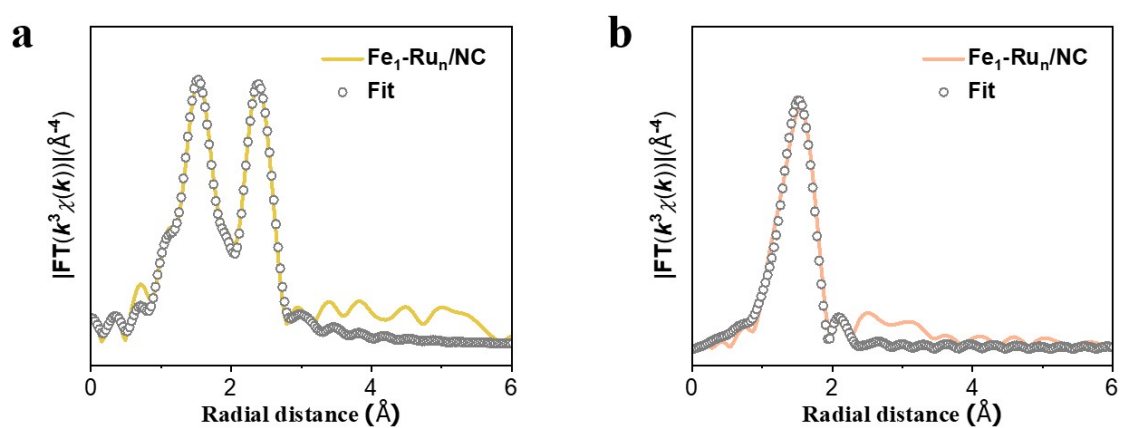 a
Fe₁-Ruₙ/NC
Fit
|FT(k³χ(k))|(Å⁻⁴)
0 2 4 6
Radial distance (Å)
b
Fe₁-Ruₙ/NC
Fit
|FT(k³χ(k))|(Å⁻⁴)
0 2 4 6
Radial distance (Å)